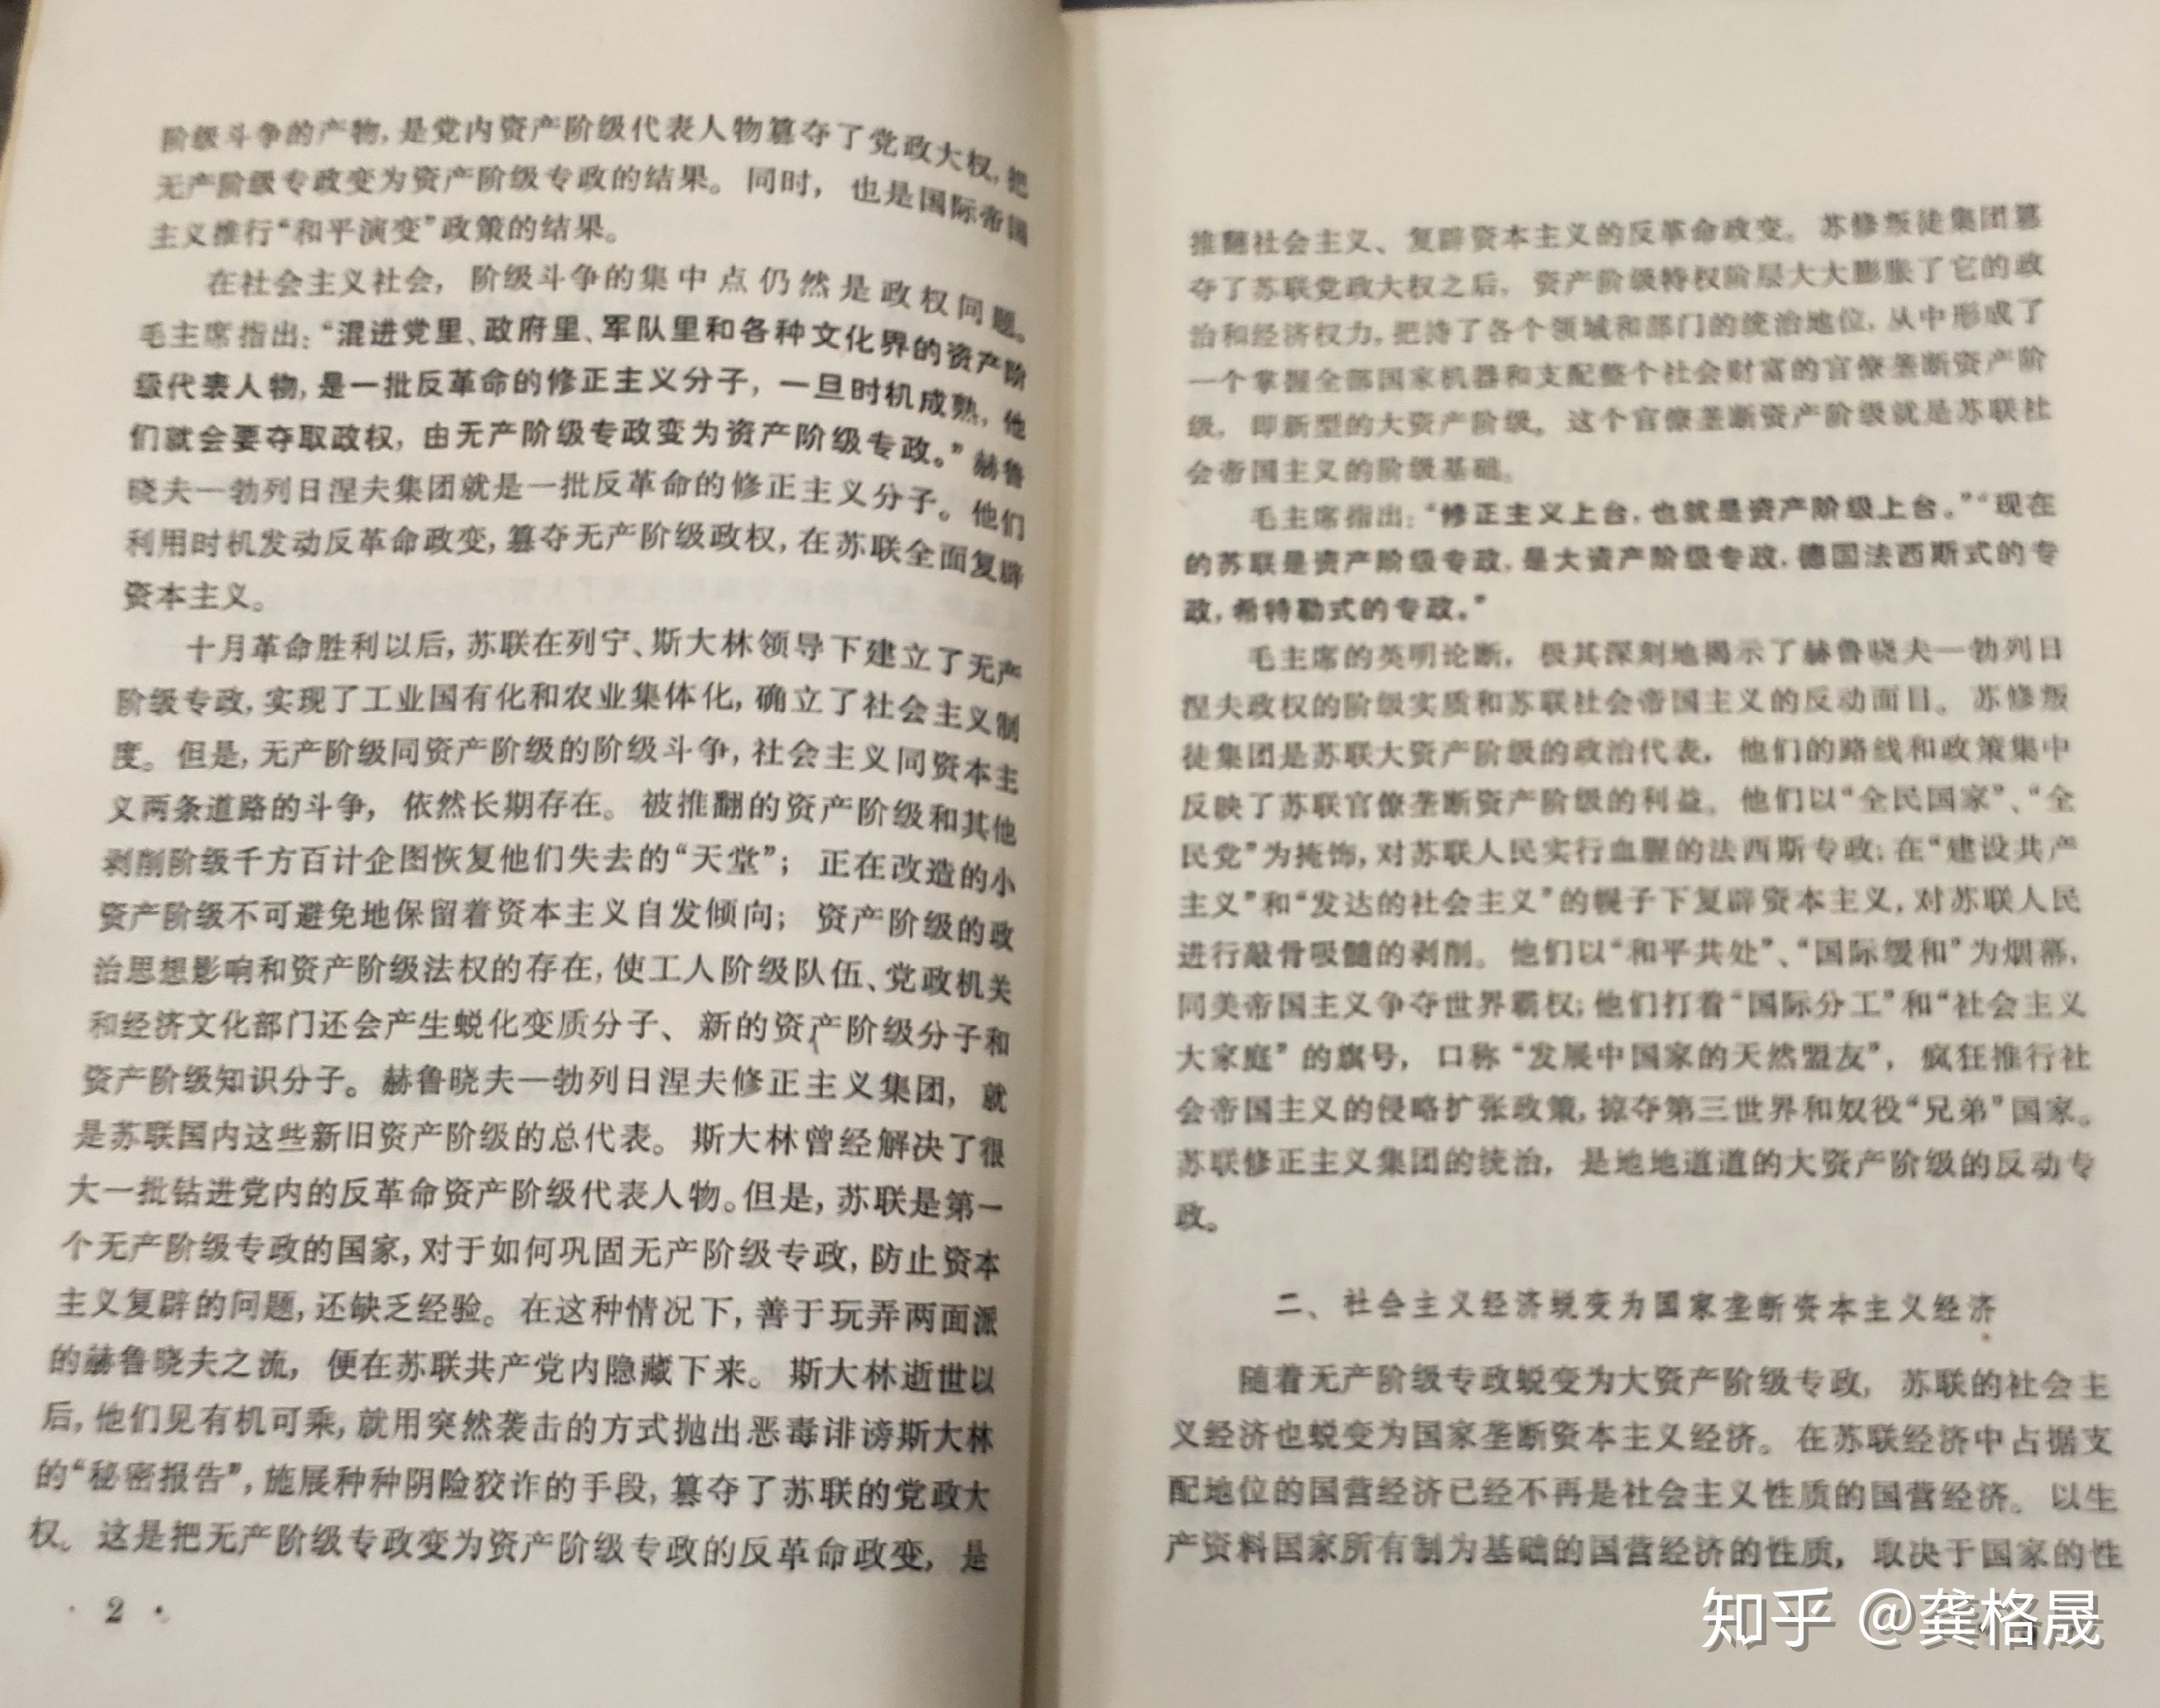 阶级斗争的产物,是党内资产阶级代表人物篡夺了党政大权,把
无产阶级专政变为资产阶级专政的结果。同时,也是国际帝国
主义推行“和平演变”政策的结果。
在社会主义社会,阶级斗争的集中点仍然是政权问题。
毛主席指出:“混进党里、政府里、军队里和各种文化界的资产阶
级代表人物,是一批反革命的修正主义分子,一旦时机成熟,他
们就会要夺取政权,由无产阶级专政变为资产阶级专政。”赫鲁
晓夫—勃列日涅夫集团就是一批反革命的修正主义分子。他们
利用时机发动反革命政变,篡夺无产阶级政权,在苏联全面复辟
资本主义。
十月革命胜利以后,苏联在列宁、斯大林领导下建立了无产
阶级专政,实现了工业国有化和农业集体化,确立了社会主义制
度。但是,无产阶级同资产阶级的阶级斗争,社会主义同资本主
义两条道路的斗争,依然长期存在。被推翻的资产阶级和其他
剥削阶级千方百计企图恢复他们失去的“天堂”;正在改造的小
资产阶级不可避免地保留着资本主义自发倾向;资产阶级的政
治思想影响和资产阶级法权的存在,使工人阶级队伍、党政机关
和经济文化部门还会产生蜕化变质分子、新的资产阶级分子和
资产阶级知识分子。赫鲁晓夫—勃列日涅夫修正主义集团,就
是苏联国内这些新旧资产阶级的总代表。斯大林曾经解决了很
大一批钻进党内的反革命资产阶级代表人物。但是,苏联是第一
个无产阶级专政的国家,对于如何巩固无产阶级专政,防止资本
主义复辟的问题,还缺乏经验。在这种情况下,善于玩弄两面派
的赫鲁晓夫之流,便在苏联共产党内隐藏下来。斯大林逝世以
后,他们见有机可乘,就用突然袭击的方式抛出恶毒诽谤斯大林
的“秘密报告”,施展种种阴险狡诈的手段,篡夺了苏联的党政大
权。这是把无产阶级专政变为资产阶级专政的反革命政变,是
· 2 ·
推翻社会主义、复辟资本主义的反革命政变。苏修叛徒集团篡
夺了苏联党政大权之后,资产阶级特权阶层大大膨胀了它的政
治和经济权力,把持了各个领域和部门的统治地位,从中形成了
一个掌握全部国家机器和支配整个社会财富的官僚垄断资产阶
级,即新型的大资产阶级。这个官僚垄断资产阶级就是苏联社
会帝国主义的阶级基础。
毛主席指出:“修正主义上台,也就是资产阶级上台。”“现在
的苏联是资产阶级专政,是大资产阶级专政,德国法西斯式的专
政,希特勒式的专政。”
毛主席的英明论断,极其深刻地揭示了赫鲁晓夫—勃列日
涅夫政权的阶级实质和苏联社会帝国主义的反动面目。苏修叛
徒集团是苏联大资产阶级的政治代表,他们的路线和政策集中
反映了苏联官僚垄断资产阶级的利益。他们以“全民国家”、“全
民党”为掩饰,对苏联人民实行血腥的法西斯专政;在“建设共产
主义”和“发达的社会主义”的幌子下复辟资本主义,对苏联人民
进行敲骨吸髓的剥削。他们以“和平共处”、“国际缓和”为烟幕,
同美帝国主义争夺世界霸权;他们打着“国际分工”和“社会主义
大家庭”的旗号,口称“发展中国家的天然盟友”,疯狂推行社
会帝国主义的侵略扩张政策,掠夺第三世界和奴役“兄弟”国家。
苏联修正主义集团的统治,是地地道道的大资产阶级的反动专
政。
二、社会主义经济蜕变为国家垄断资本主义经济
随着无产阶级专政蜕变为大资产阶级专政,苏联的社会主
义经济也蜕变为国家垄断资本主义经济。在苏联经济中占据支
配地位的国营经济已经不再是社会主义性质的国营经济。以生
产资料国家所有制为基础的国营经济的性质,取决于国家的性
知乎 @龚格晟